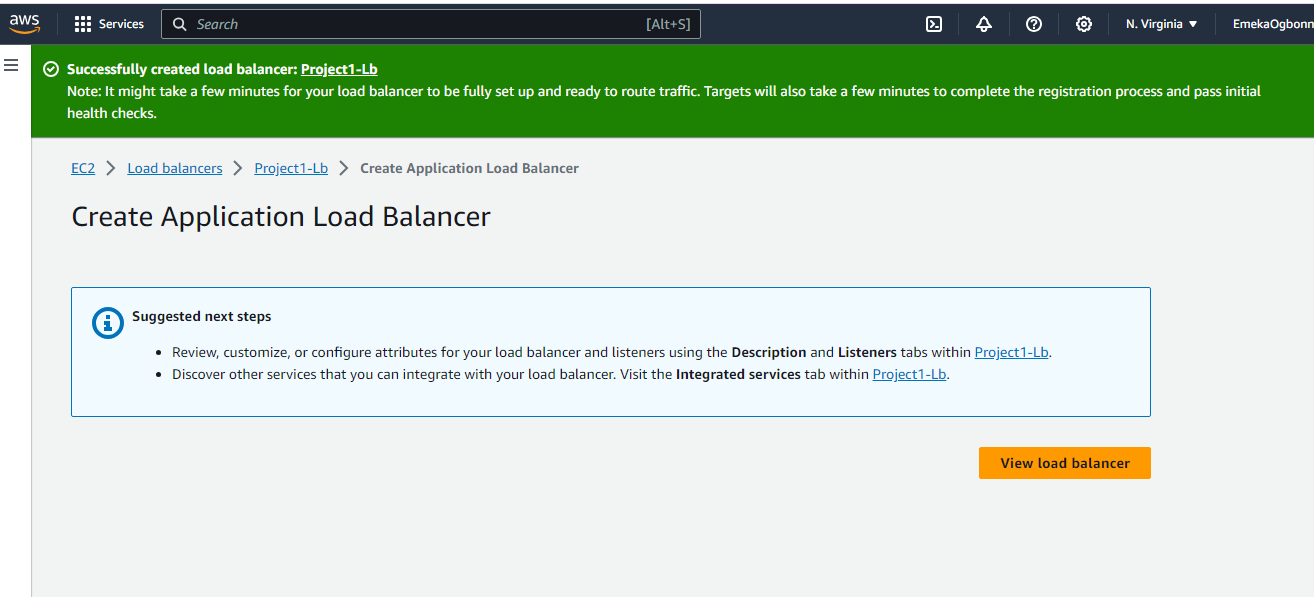 aws Services Search [Alt+S] N. Virginia EmekaOgbonn
Successfully created load balancer: Project1-Lb
Note: It might take a few minutes for your load balancer to be fully set up and ready to route traffic. Targets will also take a few minutes to complete the registration process and pass initial
health checks.
EC2 > Load balancers > Project1-Lb > Create Application Load Balancer
Create Application Load Balancer
Suggested next steps
• Review, customize, or configure attributes for your load balancer and listeners using the Description and Listeners tabs within Project1-Lb.
• Discover other services that you can integrate with your load balancer. Visit the Integrated services tab within Project1-Lb.
View load balancer